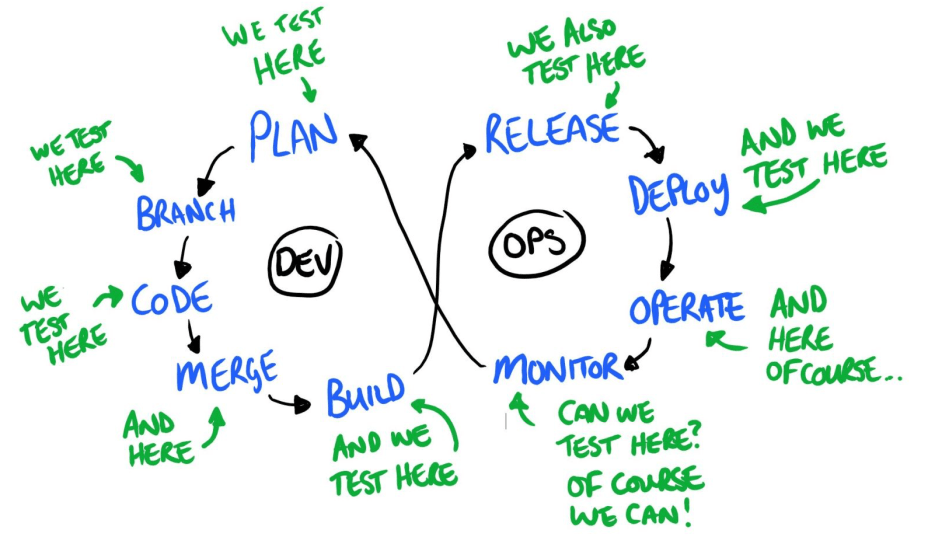 WE TEST
HERE
PLAN
WE TEST
HERE
BRANCH
DEV
WE
TEST
HERE
CODE
MERGE
AND
HERE
BUILD
AND WE
TEST HERE
WE ALSO
TEST HERE
RELEASE
AND WE
TEST HERE
DEPLOY
OPS
OPERATE
AND
HERE
OFCOURSE...
MONITOR
CAN WE
TEST HERE?
OF COURSE
WE CAN!